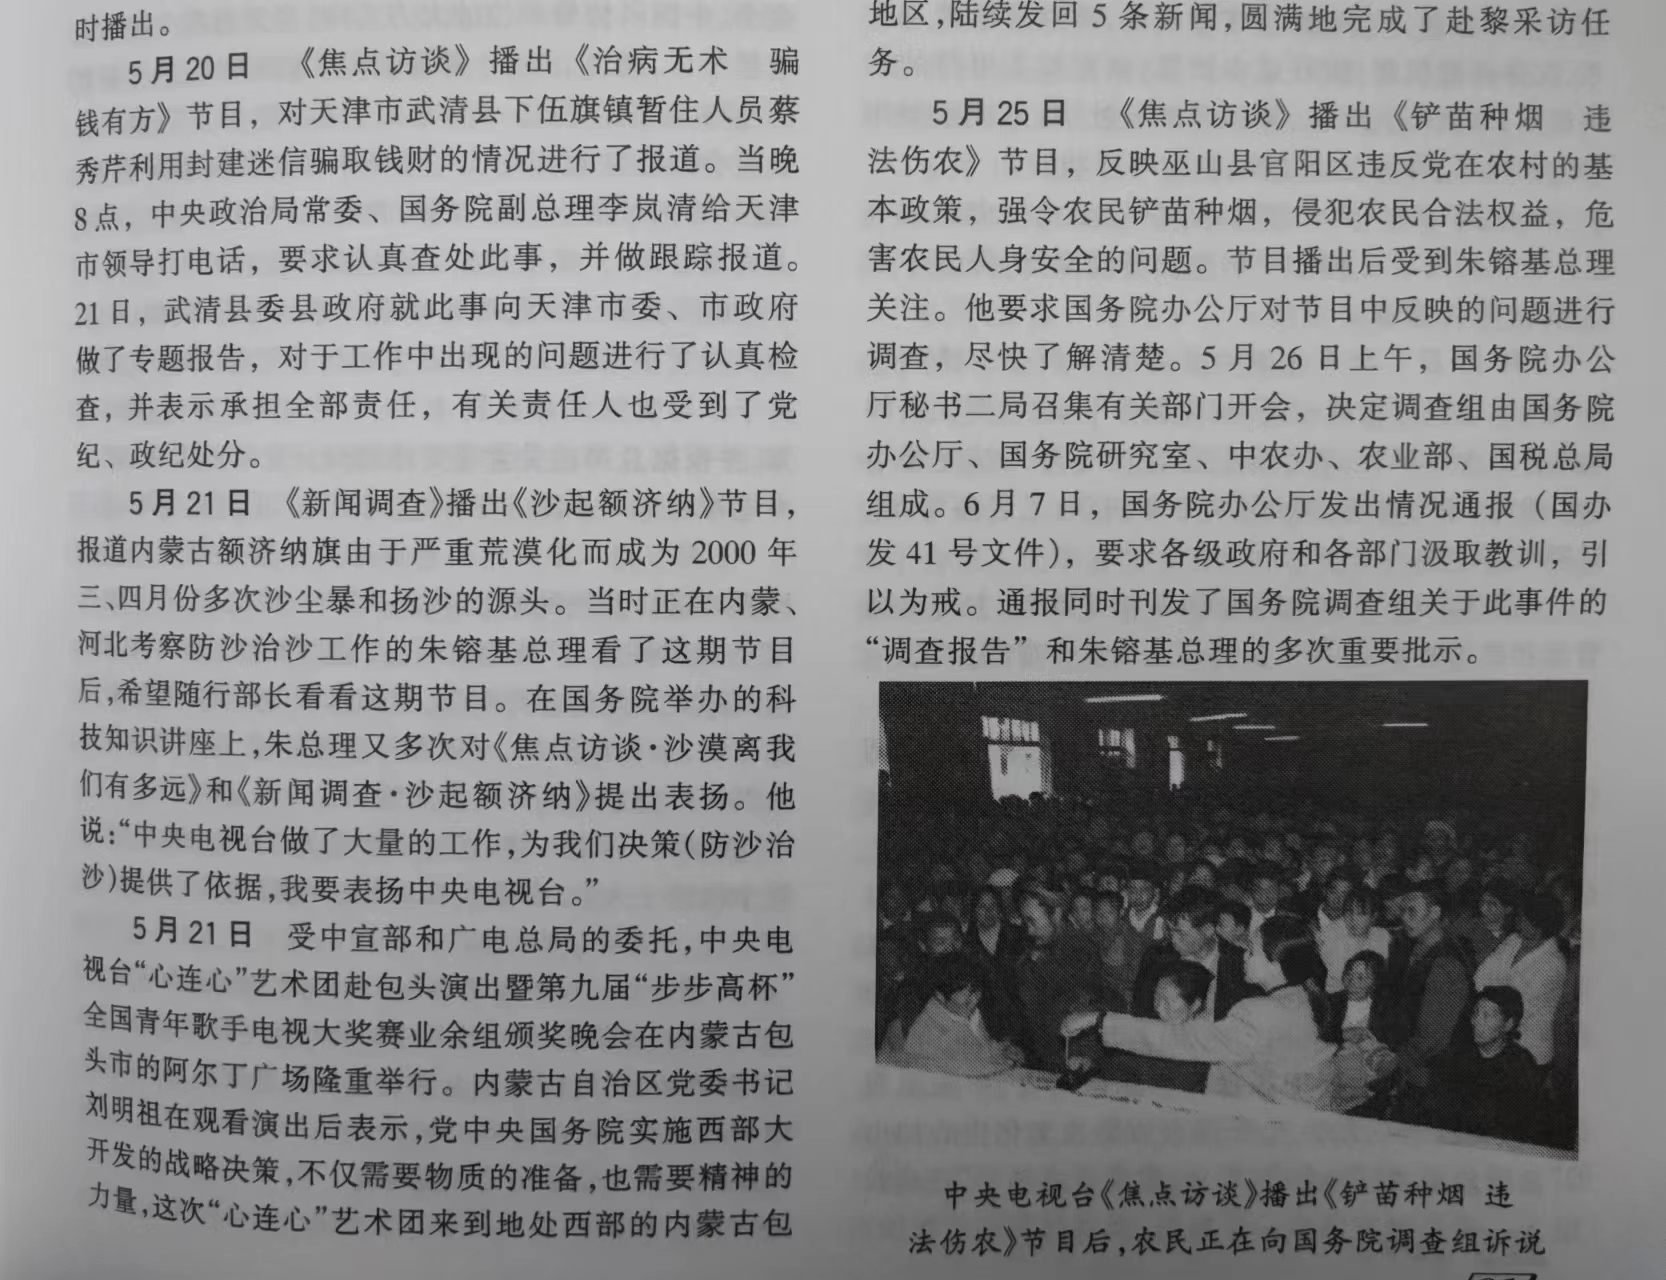 时播出。
5月20日 《焦点访谈》播出《治病无术 骗
钱有方》节目，对天津市武清县下伍旗镇暂住人员蔡
秀芹利用封建迷信骗取钱财的情况进行了报道。当晚
8点，中央政治局常委、国务院副总理李岚清给天津
市领导打电话，要求认真查处此事，并做跟踪报道。
21日，武清县委县政府就此事向天津市委、市政府
做了专题报告，对于工作中出现的问题进行了认真检
查，并表示承担全部责任，有关责任人也受到了党
纪、政纪处分。
5月21日 《新闻调查》播出《沙起额济纳》节目，
报道内蒙古额济纳旗由于严重荒漠化而成为2000年
三、四月份多次沙尘暴和扬沙的源头。当时正在内蒙、
河北考察防沙治沙工作的朱镕基总理看了这期节目
后，希望随行部长看看这期节目。在国务院举办的科
技知识讲座上，朱总理又多次对《焦点访谈·沙漠离我
们有多远》和《新闻调查·沙起额济纳》提出表扬。他
说：“中央电视台做了大量的工作，为我们决策(防沙治
沙)提供了依据，我要表扬中央电视台。”
5月21日 受中宣部和广电总局的委托，中央电
视台“心连心”艺术团赴包头演出暨第九届“步步高杯”
全国青年歌手电视大奖赛业余组颁奖晚会在内蒙古包
头市的阿尔丁广场隆重举行。内蒙古自治区党委书记
刘明祖在观看演出后表示，党中央国务院实施西部大
开发的战略决策，不仅需要物质的准备，也需要精神的
力量，这次“心连心”艺术团来到地处西部的内蒙古包
地区，陆续发回5条新闻，圆满地完成了赴黎采访任
务。
5月25日 《焦点访谈》播出《铲苗种烟 违
法伤农》节目，反映巫山县官阳区违反党在农村的基
本政策，强令农民铲苗种烟，侵犯农民合法权益，危
害农民人身安全的问题。节目播出后受到朱镕基总理
关注。他要求国务院办公厅对节目中反映的问题进行
调查，尽快了解清楚。5月26日上午，国务院办公
厅秘书二局召集有关部门开会，决定调查组由国务院
办公厅、国务院研究室、中农办、农业部、国税总局
组成。6月7日，国务院办公厅发出情况通报（国办
发41号文件），要求各级政府和各部门汲取教训，引
以为戒。通报同时刊发了国务院调查组关于此事件的
“调查报告”和朱镕基总理的多次重要批示。
中央电视台《焦点访谈》播出《铲苗种烟 违
法伤农》节目后，农民正在向国务院调查组诉说